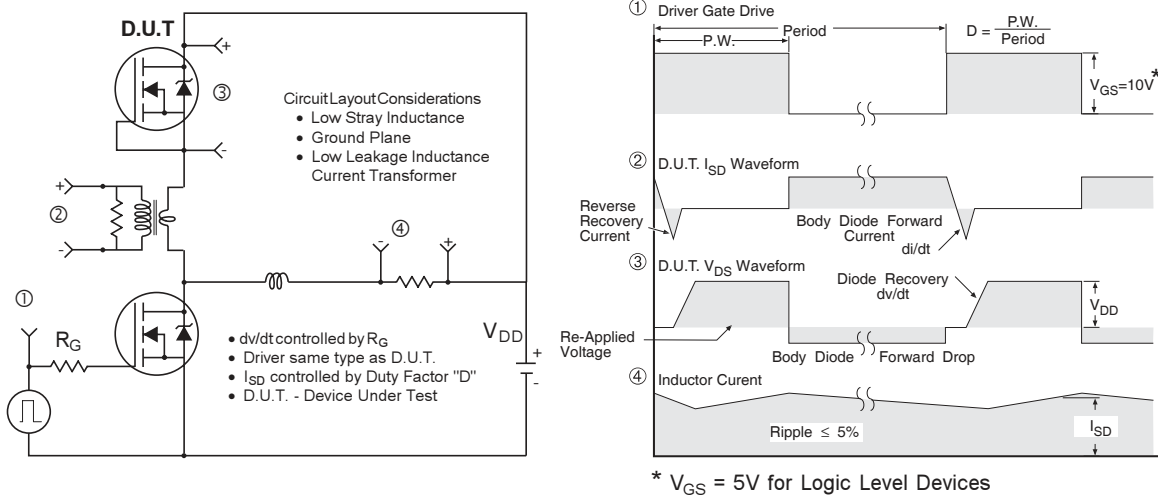 D.U.T
+
③
-
Circuit Layout Considerations
• Low Stray Inductance
• Ground Plane
• Low Leakage Inductance
Current Transformer
+
②
-
④
-
+
①
R_G
V_DD
+
-
• dv/dt controlled by R_G
• Driver same type as D.U.T.
• I_SD controlled by Duty Factor "D"
• D.U.T. - Device Under Test
① Driver Gate Drive
Period
P.W.
D = P.W. / Period
V_GS=10V*
② D.U.T. I_SD Waveform
Reverse
Recovery
Current
Body Diode Forward
Current
di/dt
③ D.U.T. V_DS Waveform
Diode Recovery
dv/dt
V_DD
Re-Applied
Voltage
Body Diode Forward Drop
④ Inductor Curent
Ripple ≤ 5%
I_SD
* V_GS = 5V for Logic Level Devices